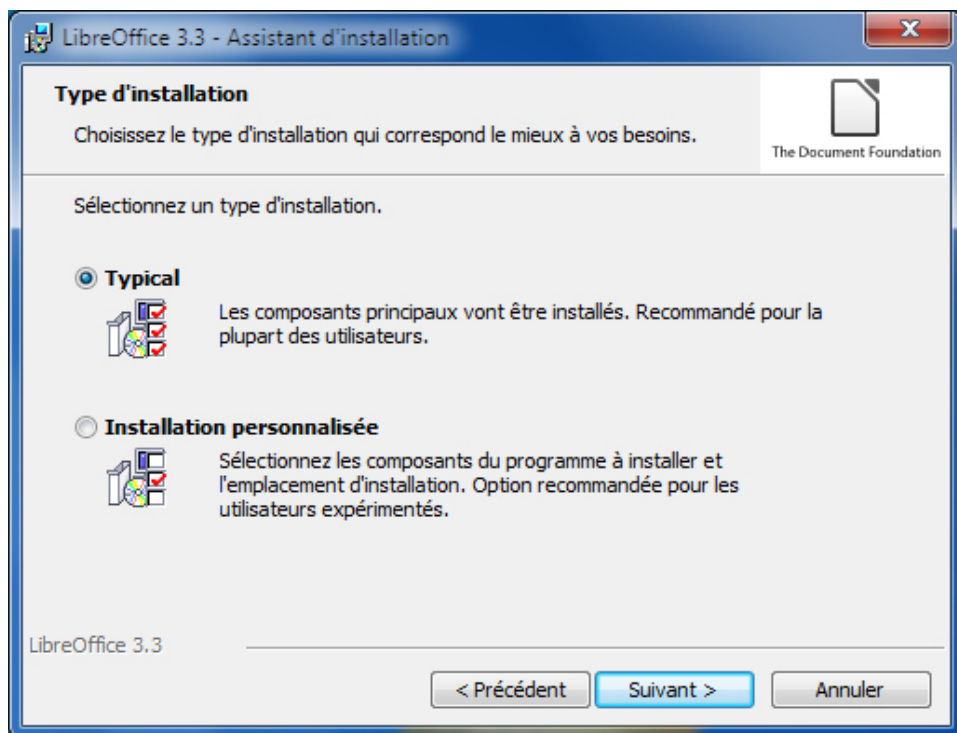 LibreOffice 3.3 - Assistant d'installation
Type d'installation
Choisissez le type d'installation qui correspond le mieux à vos besoins.
The Document Foundation
Sélectionnez un type d'installation.
Typical
Les composants principaux vont être installés. Recommandé pour la
plupart des utilisateurs.
Installation personnalisée
Sélectionnez les composants du programme à installer et
l'emplacement d'installation. Option recommandée pour les
utilisateurs expérimentés.
LibreOffice 3.3
< Précédent
Suivant >
Annuler